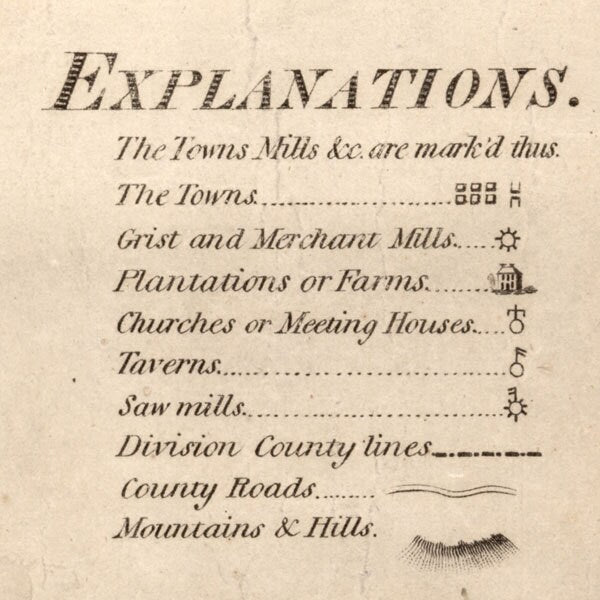 EXPLANATIONS.
The Towns Mills &c. are mark'd thus.
The Towns
Grist and Merchant Mills
Plantations or Farms
Churches or Meeting Houses
Taverns
Saw mills
Division County lines
County Roads
Mountains & Hills.